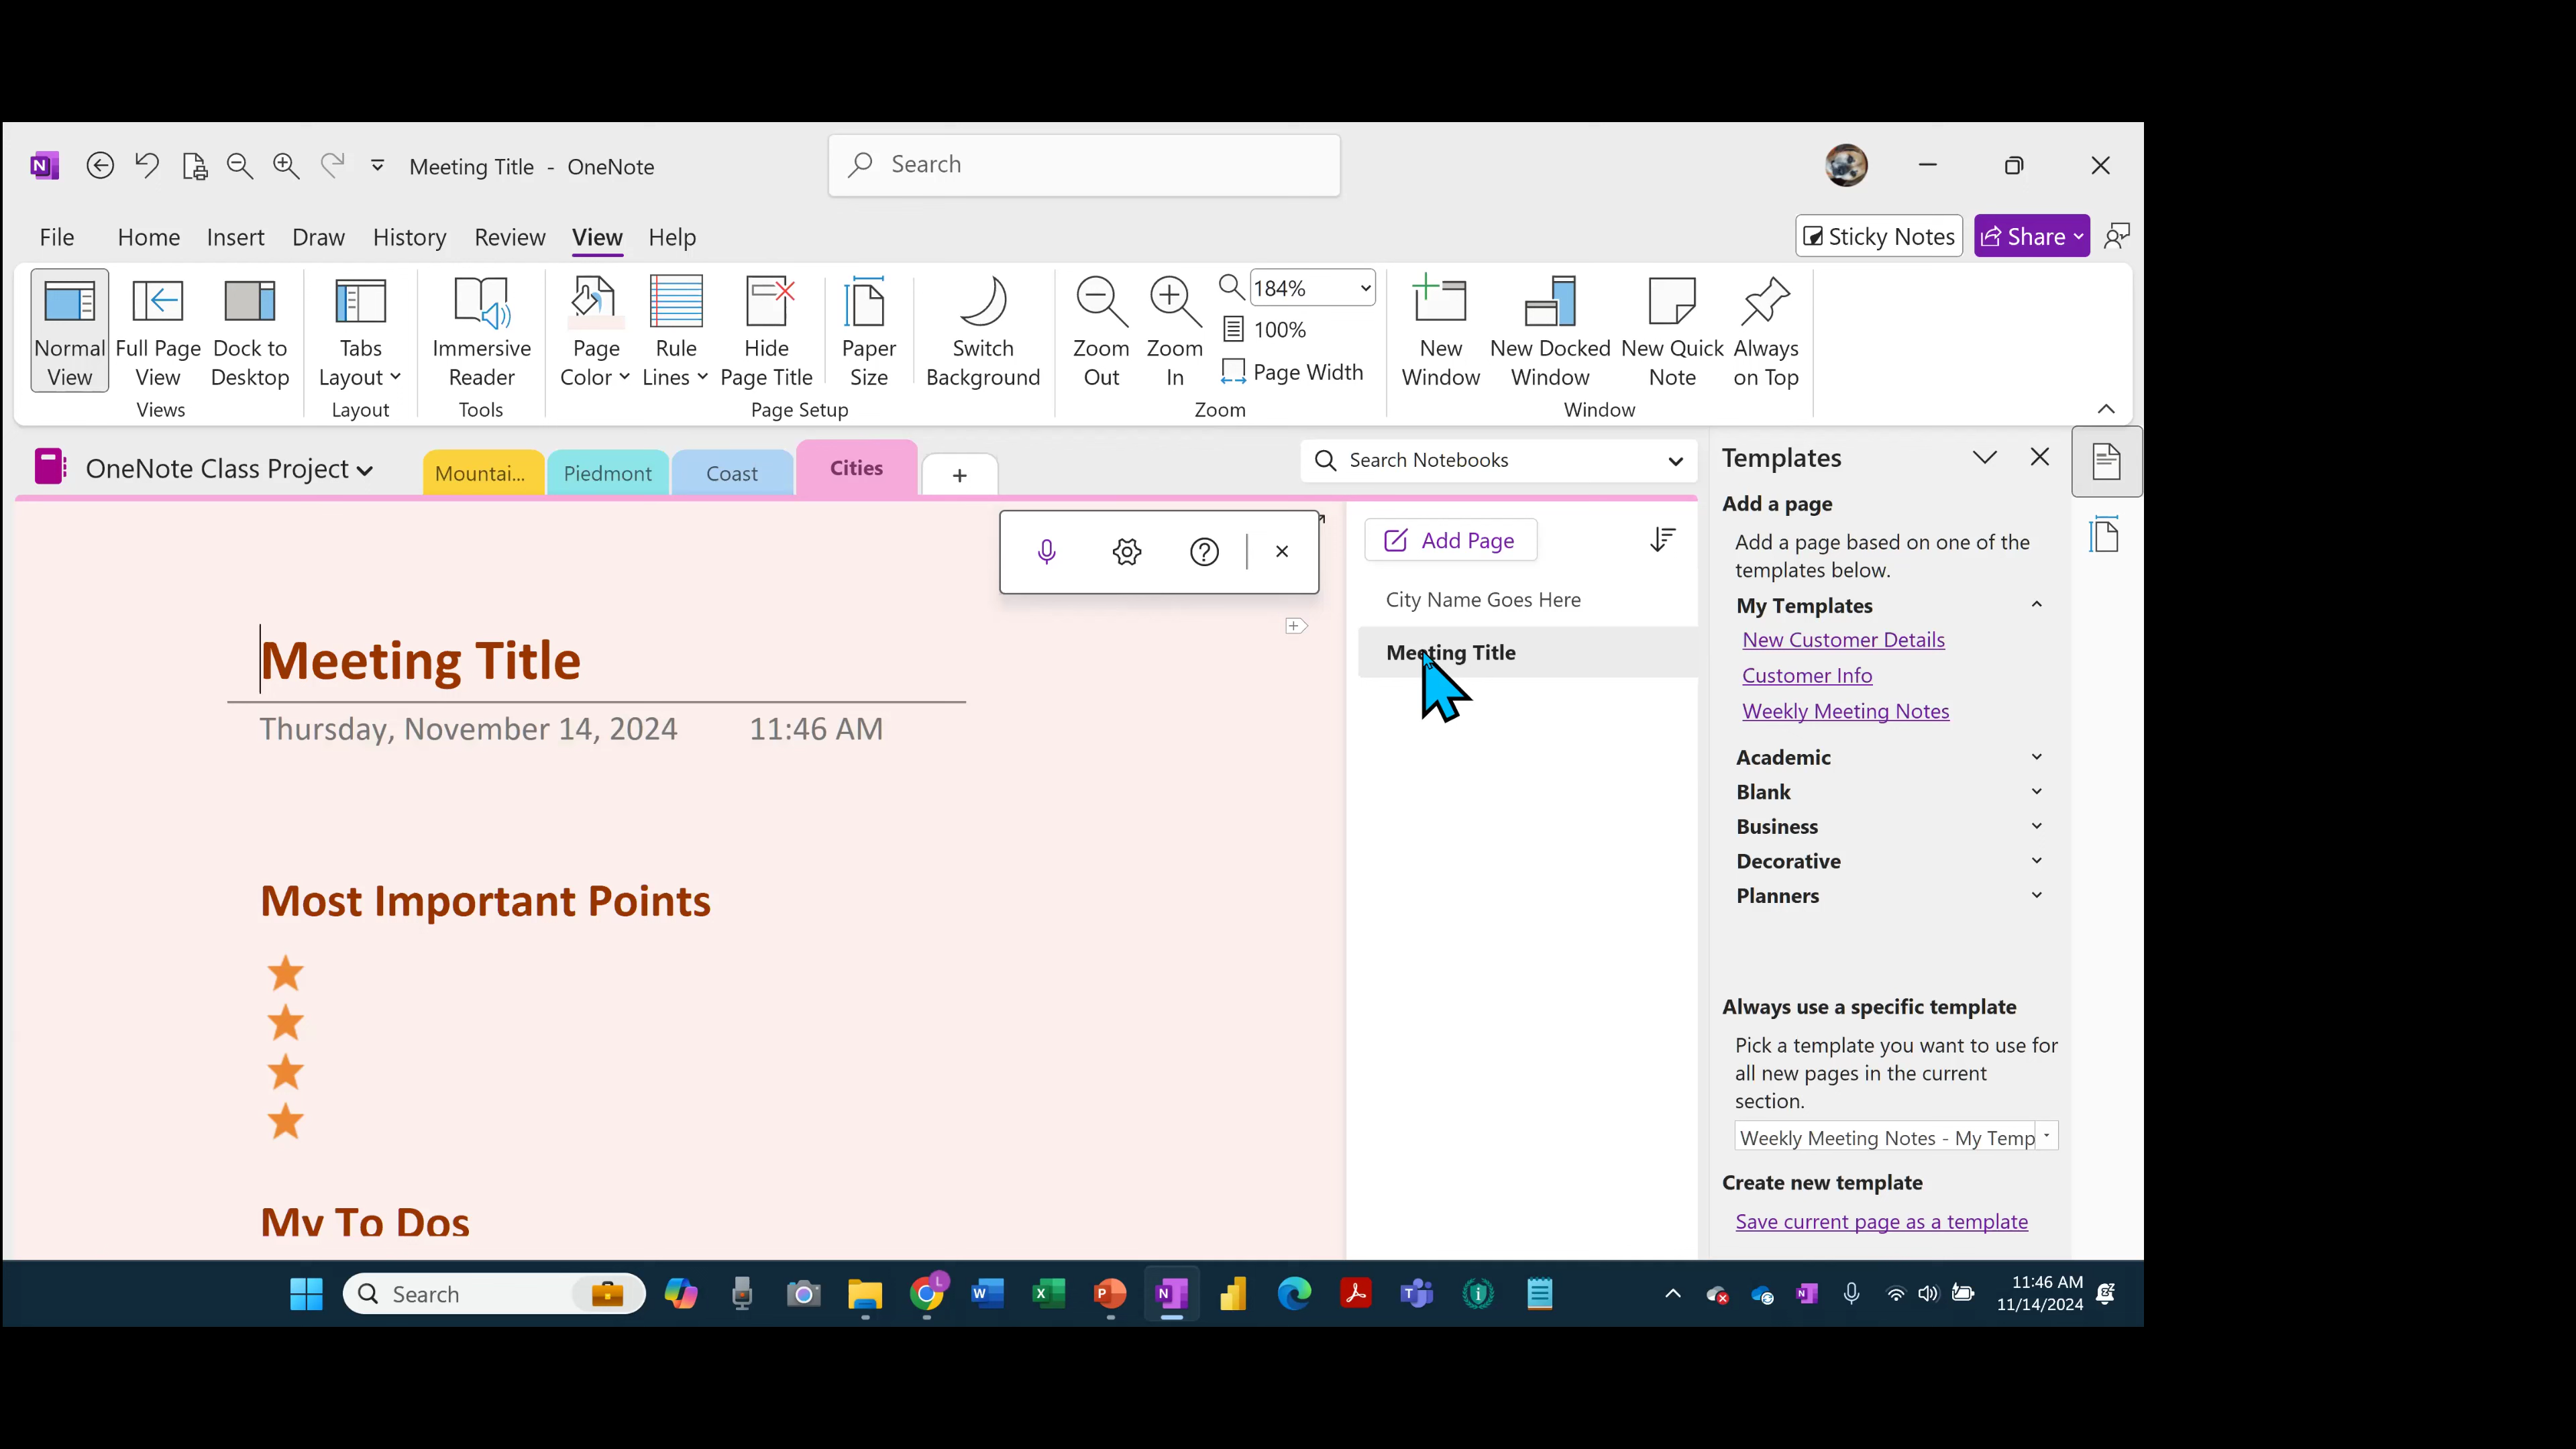 Meeting Title - OneNote
Search
File Home Insert Draw History Review View Help
Sticky Notes
Share
Normal View
Full Page View
Dock to Desktop
Views
Tabs Layout
Layout
Immersive Reader
Tools
Page Color
Rule Lines
Hide Page Title
Paper Size
Page Setup
Switch Background
Zoom Out
Zoom In
184%
100%
Page Width
Zoom
New Window
New Docked Window
New Quick Note
Always on Top
Window
OneNote Class Project
Mountai...
Piedmont
Coast
Cities
+
Search Notebooks
Meeting Title
Thursday, November 14, 2024 11:46 AM
Most Important Points
My To Dos
Add Page
City Name Goes Here
Meeting Title
Templates
Add a page
Add a page based on one of the
templates below.
My Templates
New Customer Details
Customer Info
Weekly Meeting Notes
Academic
Blank
Business
Decorative
Planners
Always use a specific template
Pick a template you want to use for
all new pages in the current
section.
Weekly Meeting Notes - My Temp
Create new template
Save current page as a template
Search
11:46 AM
11/14/2024